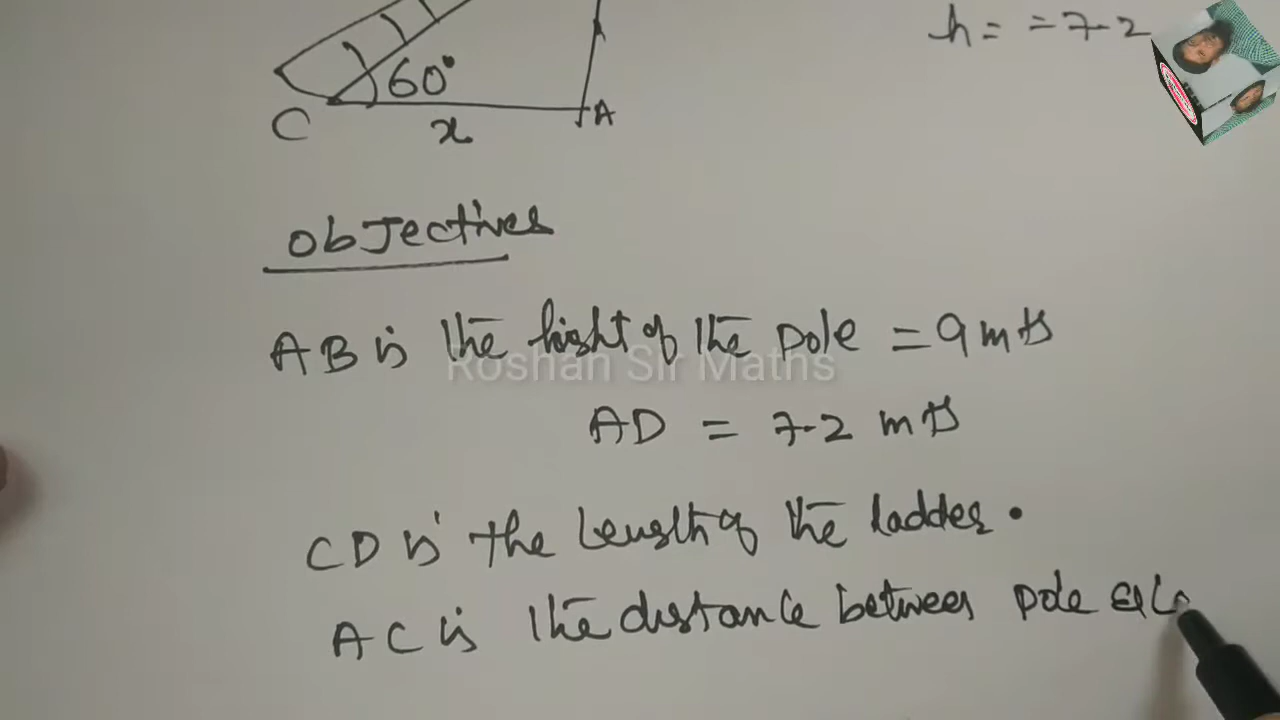 h = = 7.2
60°
C
x
A
objectives
AB is the hight of the pole = 9 mts
Roshan Sir Maths
AD = 7.2 mts
CD is the length of the ladder.
AC is the distance between pole & L